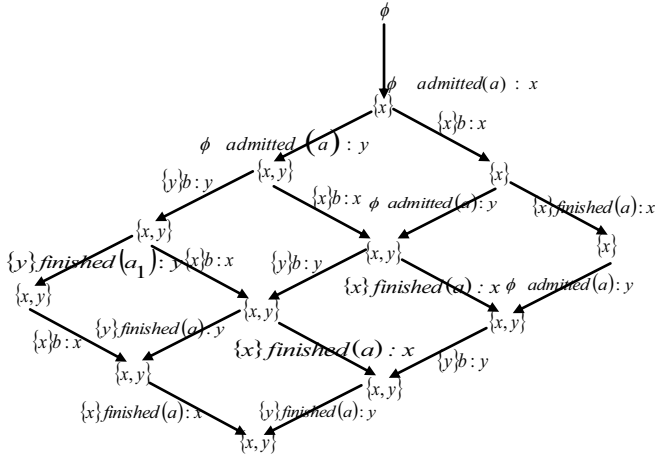 ϕ
ϕ admitted(a) : x
{x}
{x}b : x
ϕ admitted (a) : y
{x, y}
{x}
{y}b : y
{x}b : x
ϕ admitted(a) : y
{x}finished(a) : x
{x, y}
{x, y}
{x}
{y}finished(a₁) : y
{x}b : x
{y}b : y
{x}finished(a) : x
ϕ admitted(a) : y
{x, y}
{x, y}
{x, y}
{x}b : x
{y}finished(a) : y
{x}finished(a) : x
{y}b : y
{x, y}
{x, y}
{x}finished(a) : x
{y}finished(a) : y
{x, y}